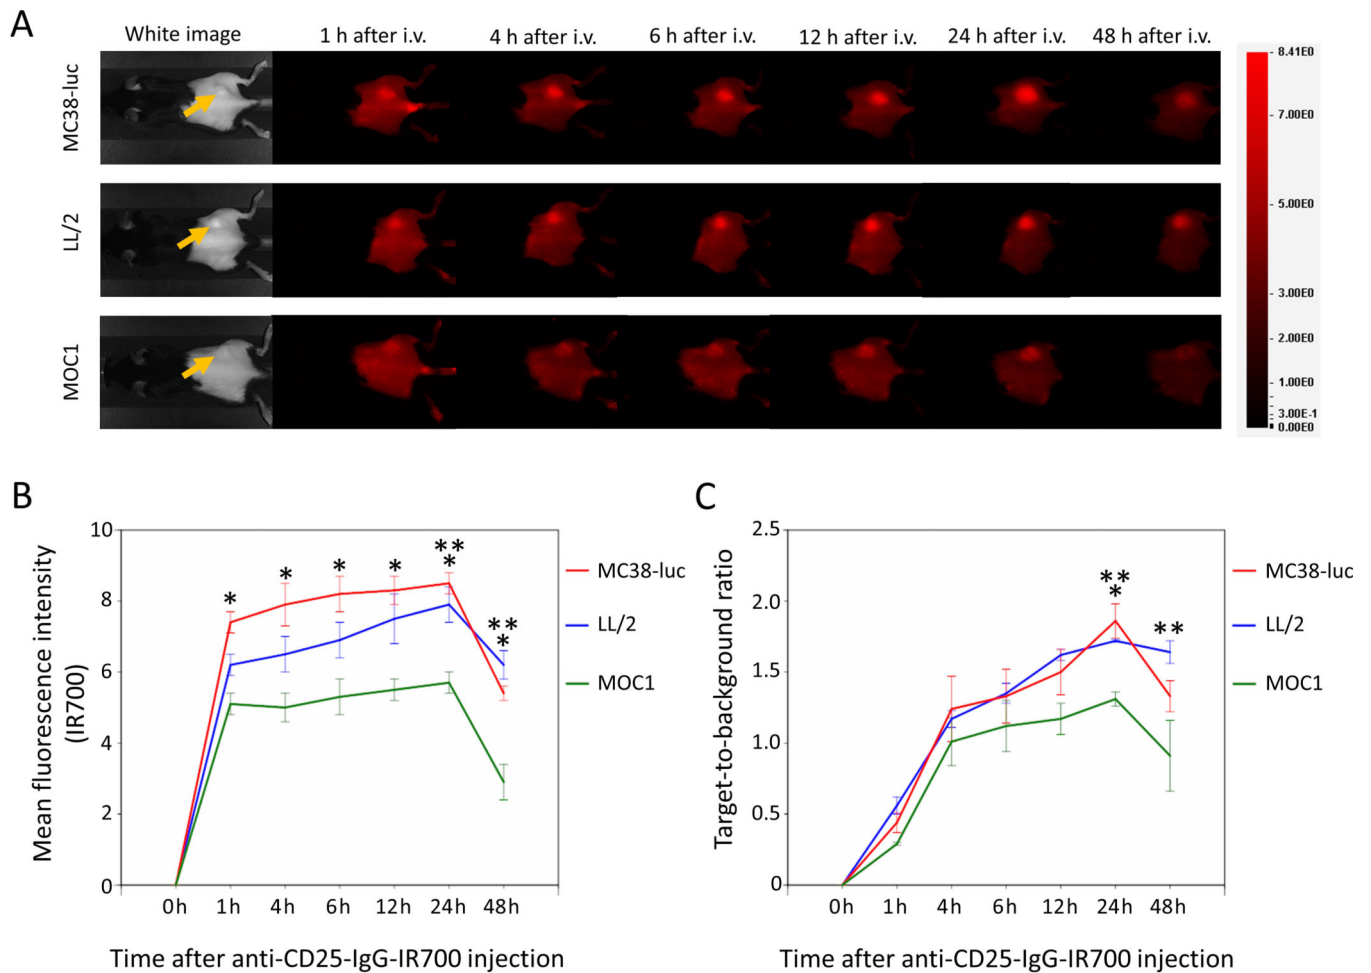 A
White image
1 h after i.v.
4 h after i.v.
6 h after i.v.
12 h after i.v.
24 h after i.v.
48 h after i.v.
MC38-luc
LL/2
MOC1
8.41E0
7.00E0
5.00E0
3.00E0
2.00E0
1.00E0
3.00E-1
0.00E0
B
Mean fluorescence intensity
(IR700)
10
8
6
4
2
0
*
*
*
*
**
*
**
*
MC38-luc
LL/2
MOC1
0h 1h 4h 6h 12h 24h 48h
Time after anti-CD25-IgG-IR700 injection
C
Target-to-background ratio
2.5
2.0
1.5
1.0
0.5
0
**
*
**
MC38-luc
LL/2
MOC1
0h 1h 4h 6h 12h 24h 48h
Time after anti-CD25-IgG-IR700 injection